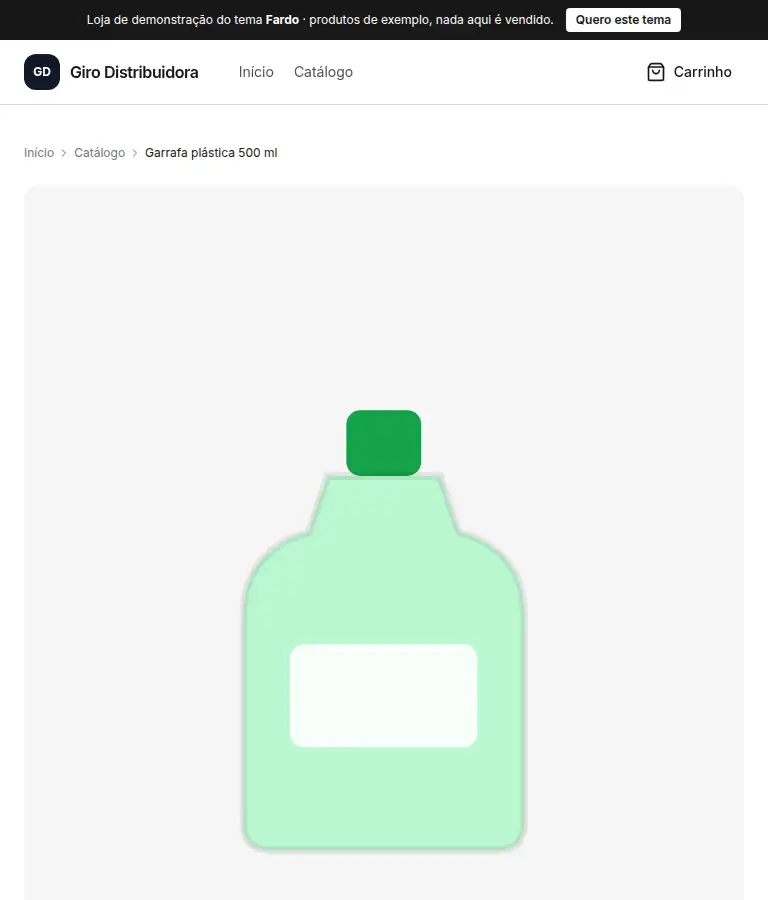 Loja de demonstração do tema Fardo · produtos de exemplo, nada aqui é vendido. Quero este tema
GD Giro Distribuidora Início Catálogo Carrinho
Início > Catálogo > Garrafa plástica 500 ml